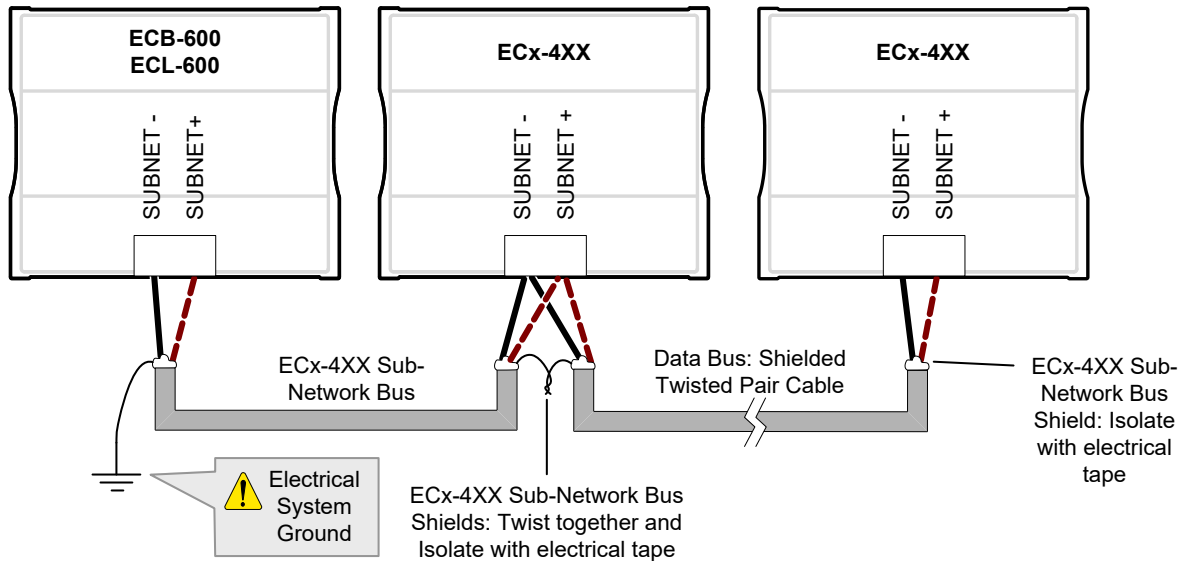 ECB-600
ECL-600
SUBNET -
SUBNET+
ECx-4XX
SUBNET -
SUBNET +
ECx-4XX
SUBNET -
SUBNET +
ECx-4XX Sub-
Network Bus
Data Bus: Shielded
Twisted Pair Cable
ECx-4XX Sub-
Network Bus
Shield: Isolate
with electrical
tape
Electrical
System
Ground
ECx-4XX Sub-Network Bus
Shields: Twist together and
Isolate with electrical tape